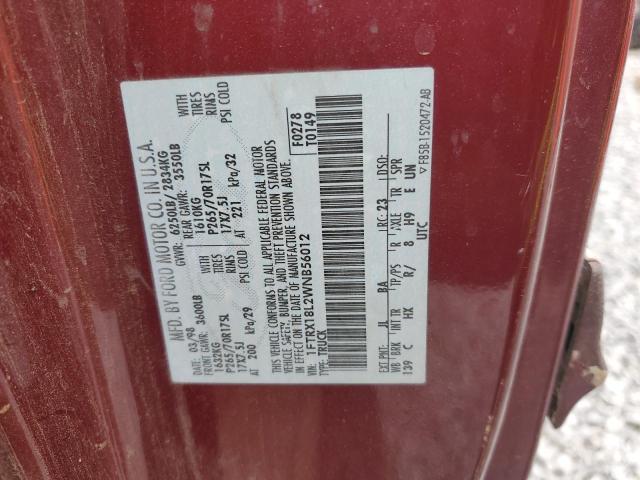 MFD. BY FORD MOTOR CO. IN U.S.A.
DATE: 03/98 GVWR: 6250LB/ 2834KG
FRONT GAWR: 3600LB REAR GAWR: 3550LB
1632KG 1610KG WITH
P265/70R17SL P265/70R17SL TIRES
17X7.5J 17X7.5J RIMS
AT 200 kPa/29 AT 221 kPa/32 PSI COLD
WITH
TIRES
RIMS
PSI COLD
THIS VEHICLE CONFORMS TO ALL APPLICABLE FEDERAL MOTOR
VEHICLE SAFETY, BUMPER, AND THEFT PREVENTION STANDARDS
IN EFFECT ON THE DATE OF MANUFACTURE SHOWN ABOVE.
VIN: 1FTRX18L2WNB56012
TYPE: TRUCK
F0278
T0149
EXT PNT: JL RC: 23 DSO:
WB BRK INT TR TP/PS R AXLE TR SPR
139 C HX R/ 8 H9 E UN
BA
UTC
▽ F85B-1520472-AB